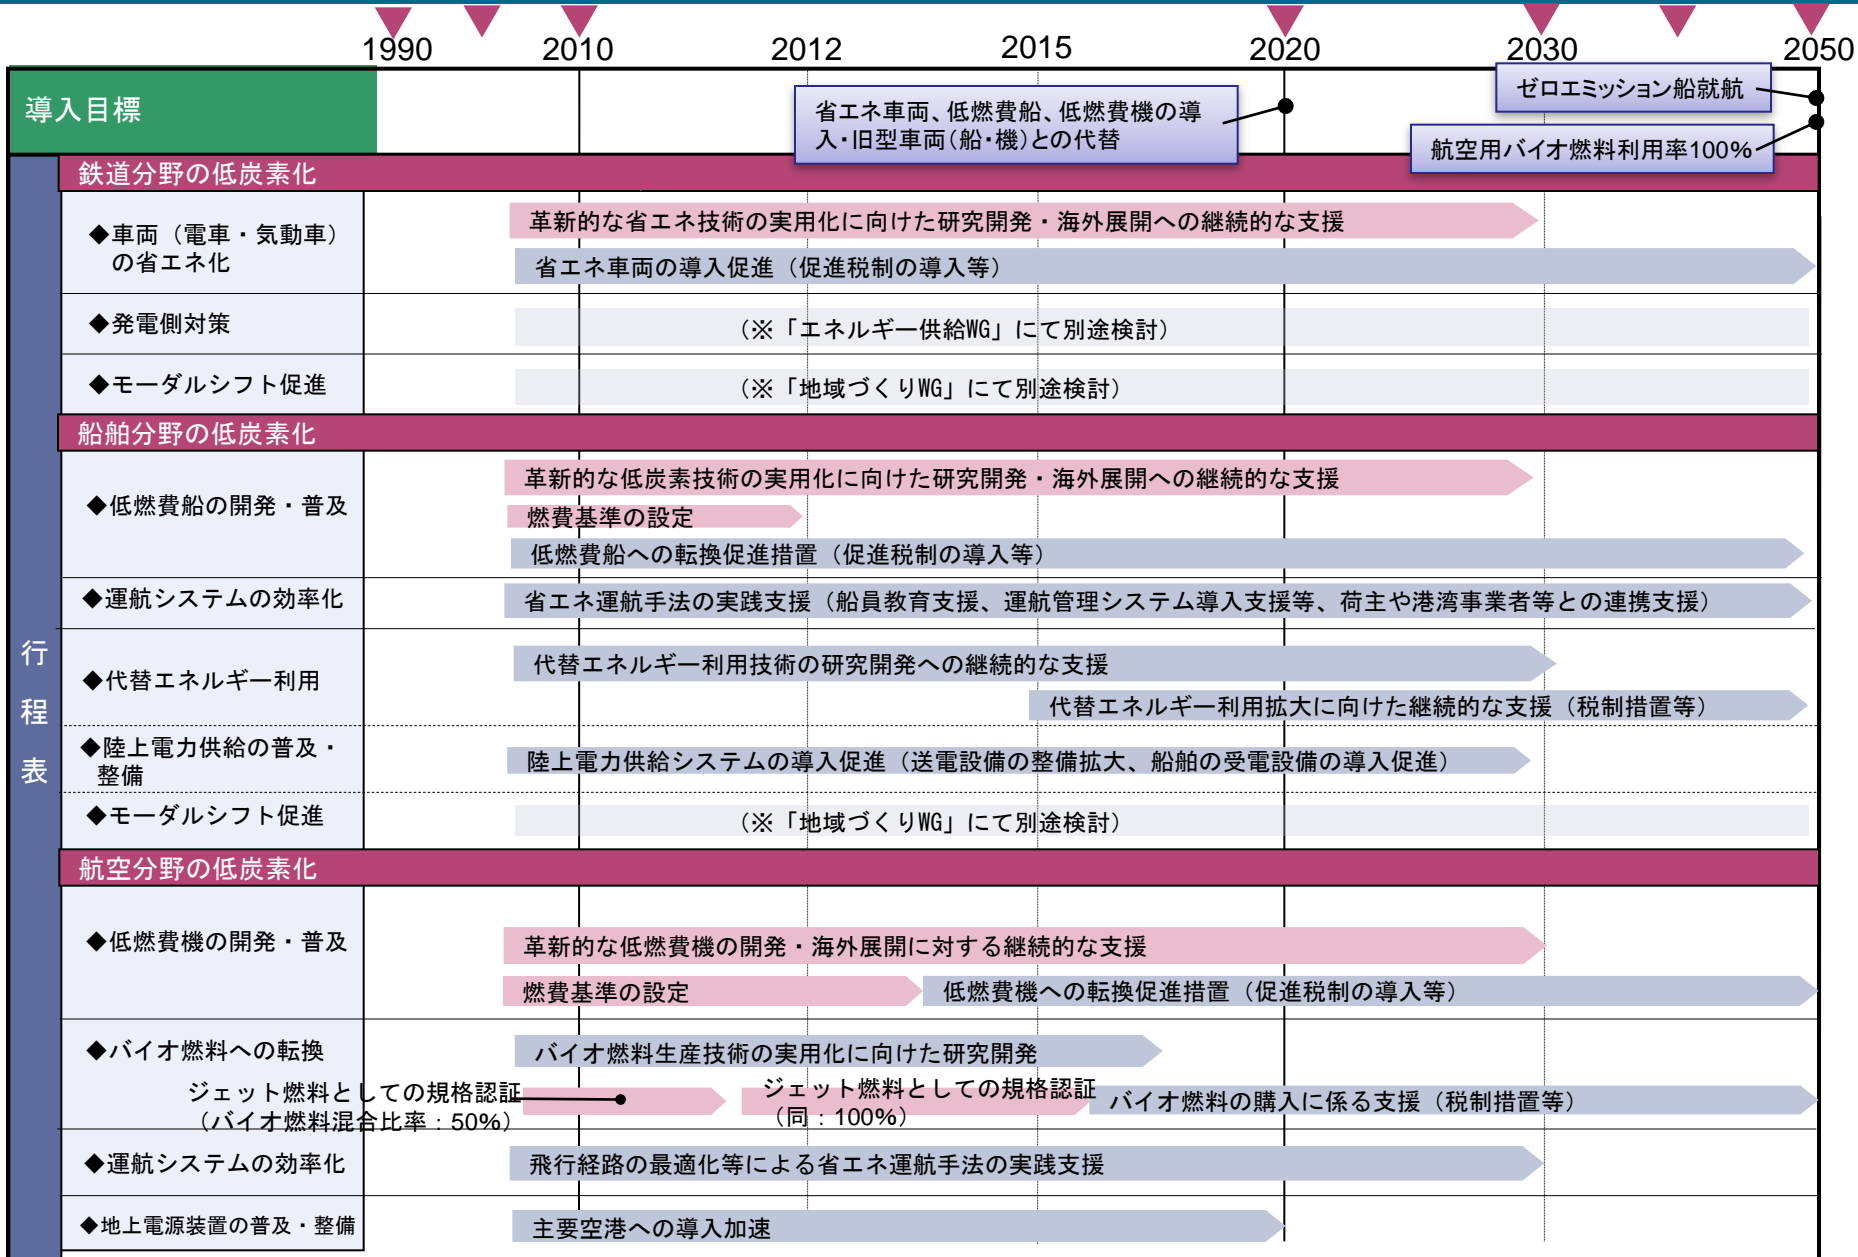 1990 2010 2012 2015 2020 2030 2050
導入目標
省エネ車両、低燃費船、低燃費機の導
入・旧型車両(船・機)との代替
ゼロエミッション船就航
航空用バイオ燃料利用率100%
行程表
鉄道分野の低炭素化
◆車両（電車・気動車）
の省エネ化
革新的な省エネ技術の実用化に向けた研究開発・海外展開への継続的な支援
省エネ車両の導入促進（促進税制の導入等）
◆発電側対策
（※「エネルギー供給WG」にて別途検討）
◆モーダルシフト促進
（※「地域づくりWG」にて別途検討）
船舶分野の低炭素化
◆低燃費船の開発・普及
革新的な低炭素技術の実用化に向けた研究開発・海外展開への継続的な支援
燃費基準の設定
低燃費船への転換促進措置（促進税制の導入等）
◆運航システムの効率化
省エネ運航手法の実践支援（船員教育支援、運航管理システム導入支援等、荷主や港湾事業者等との連携支援）
◆代替エネルギー利用
代替エネルギー利用技術の研究開発への継続的な支援
代替エネルギー利用拡大に向けた継続的な支援（税制措置等）
◆陸上電力供給の普及・
整備
陸上電力供給システムの導入促進（送電設備の整備拡大、船舶の受電設備の導入促進）
◆モーダルシフト促進
（※「地域づくりWG」にて別途検討）
航空分野の低炭素化
◆低燃費機の開発・普及
革新的な低燃費機の開発・海外展開に対する継続的な支援
燃費基準の設定
低燃費機への転換促進措置（促進税制の導入等）
◆バイオ燃料への転換
バイオ燃料生産技術の実用化に向けた研究開発
ジェット燃料としての規格認証
（バイオ燃料混合比率：50%）
ジェット燃料としての規格認証
（同：100%）
バイオ燃料の購入に係る支援（税制措置等）
◆運航システムの効率化
飛行経路の最適化等による省エネ運航手法の実践支援
◆地上電源装置の普及・整備
主要空港への導入加速